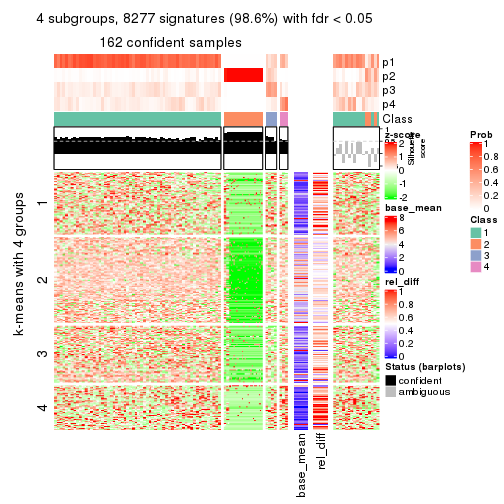 4 subgroups, 8277 signatures (98.6%) with fdr < 0.05
162 confident samples
p1
p2
p3
p4
Class
1
Silhouette
score
z-score
2
1
0
-1
-2
base_mean
8
6
4
2
0
rel_diff
1
0.8
0.6
0.4
0.2
0
Status (barplots)
confident
ambiguous
Prob
1
0.8
0.6
0.4
0.2
0
Class
1
2
3
4
k-means with 4 groups
1
2
3
4
base_mean
rel_diff